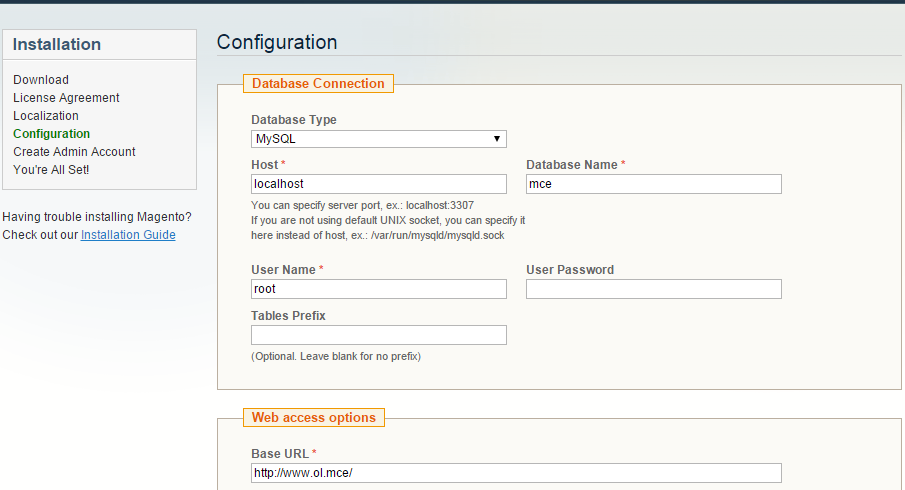 Installation
Download
License Agreement
Localization
Configuration
Create Admin Account
You're All Set!
Having trouble installing Magento?
Check out our Installation Guide
Configuration
Database Connection
Database Type
MySQL
Host *
Database Name *
localhost
mce
You can specify server port, ex.: localhost:3307
If you are not using default UNIX socket, you can specify it
here instead of host, ex.: /var/run/mysqld/mysqld.sock
User Name *
User Password
root
Tables Prefix
(Optional. Leave blank for no prefix)
Web access options
Base URL *
http://www.ol.mce/